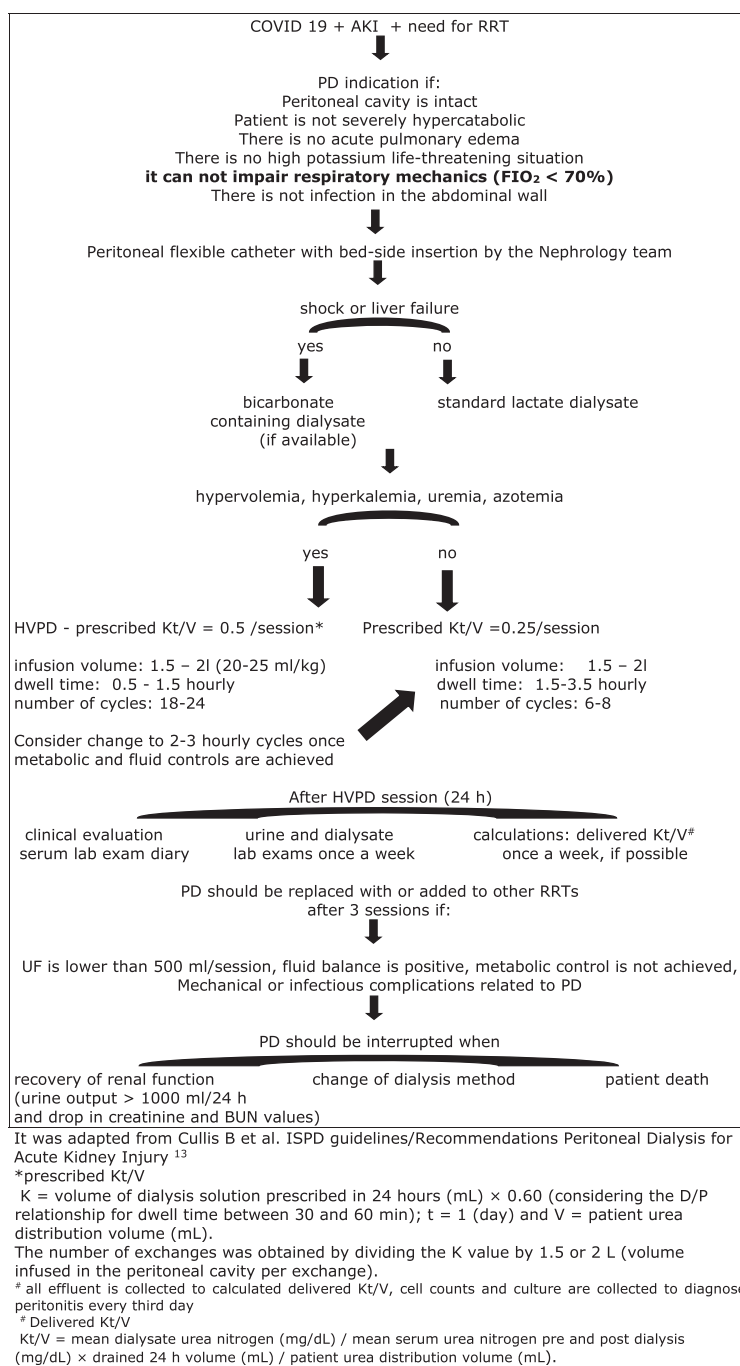 COVID 19 + AKI + need for RRT
PD indication if:
Peritoneal cavity is intact
Patient is not severely hypercatabolic
There is no acute pulmonary edema
There is no high potassium life-threatening situation
it can not impair respiratory mechanics (FIO₂ < 70%)
There is not infection in the abdominal wall
Peritoneal flexible catheter with bed-side insertion by the Nephrology team
shock or liver failure
yes no
bicarbonate standard lactate dialysate
containing dialysate
(if available)
hypervolemia, hyperkalemia, uremia, azotemia
yes no
HVPD - prescribed Kt/V = 0.5 /session* Prescribed Kt/V =0.25/session
infusion volume: 1.5 – 2l (20-25 ml/kg) infusion volume: 1.5 – 2l
dwell time: 0.5 - 1.5 hourly dwell time: 1.5-3.5 hourly
number of cycles: 18-24 number of cycles: 6-8
Consider change to 2-3 hourly cycles once
metabolic and fluid controls are achieved
After HVPD session (24 h)
clinical evaluation urine and dialysate calculations: delivered Kt/V#
serum lab exam diary lab exams once a week once a week, if possible
PD should be replaced with or added to other RRTs
after 3 sessions if:
UF is lower than 500 ml/session, fluid balance is positive, metabolic control is not achieved,
Mechanical or infectious complications related to PD
PD should be interrupted when
recovery of renal function change of dialysis method patient death
(urine output > 1000 ml/24 h
and drop in creatinine and BUN values)
It was adapted from Cullis B et al. ISPD guidelines/Recommendations Peritoneal Dialysis for
Acute Kidney Injury ¹³
*prescribed Kt/V
K = volume of dialysis solution prescribed in 24 hours (mL) × 0.60 (considering the D/P
relationship for dwell time between 30 and 60 min); t = 1 (day) and V = patient urea
distribution volume (mL).
The number of exchanges was obtained by dividing the K value by 1.5 or 2 L (volume
infused in the peritoneal cavity per exchange).
# all effluent is collected to calculated delivered Kt/V, cell counts and culture are collected to diagnose
peritonitis every third day
# Delivered Kt/V
Kt/V = mean dialysate urea nitrogen (mg/dL) / mean serum urea nitrogen pre and post dialysis
(mg/dL) × drained 24 h volume (mL) / patient urea distribution volume (mL).